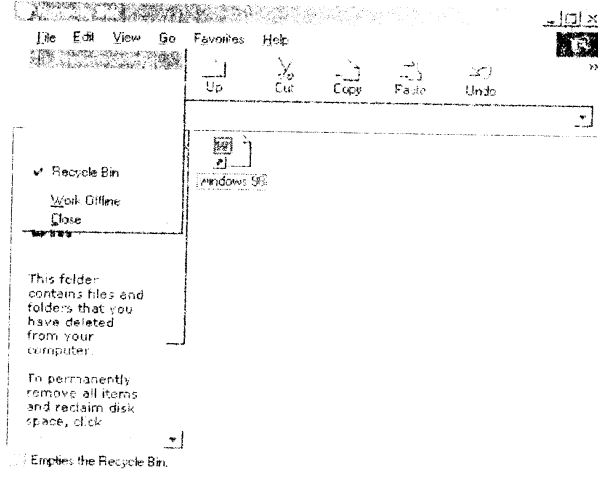 File Edit View Go Favorites Help
Up Cut Copy Paste Undo
windows 98
Recycle Bin
Work Offline
Close
This folder
contains files and
folders that you
have deleted
from your
computer.
To permanently
remove all items
and reclaim disk
space, click
Empties the Recycle Bin.